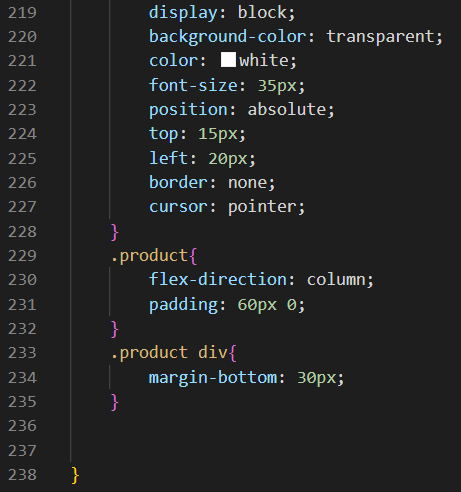 219 display: block;
220 background-color: transparent;
221 color: white;
222 font-size: 35px;
223 position: absolute;
224 top: 15px;
225 left: 20px;
226 border: none;
227 cursor: pointer;
228 }
229 .product{
230 flex-direction: column;
231 padding: 60px 0;
232 }
233 .product div{
234 margin-bottom: 30px;
235 }
236
237
238 }